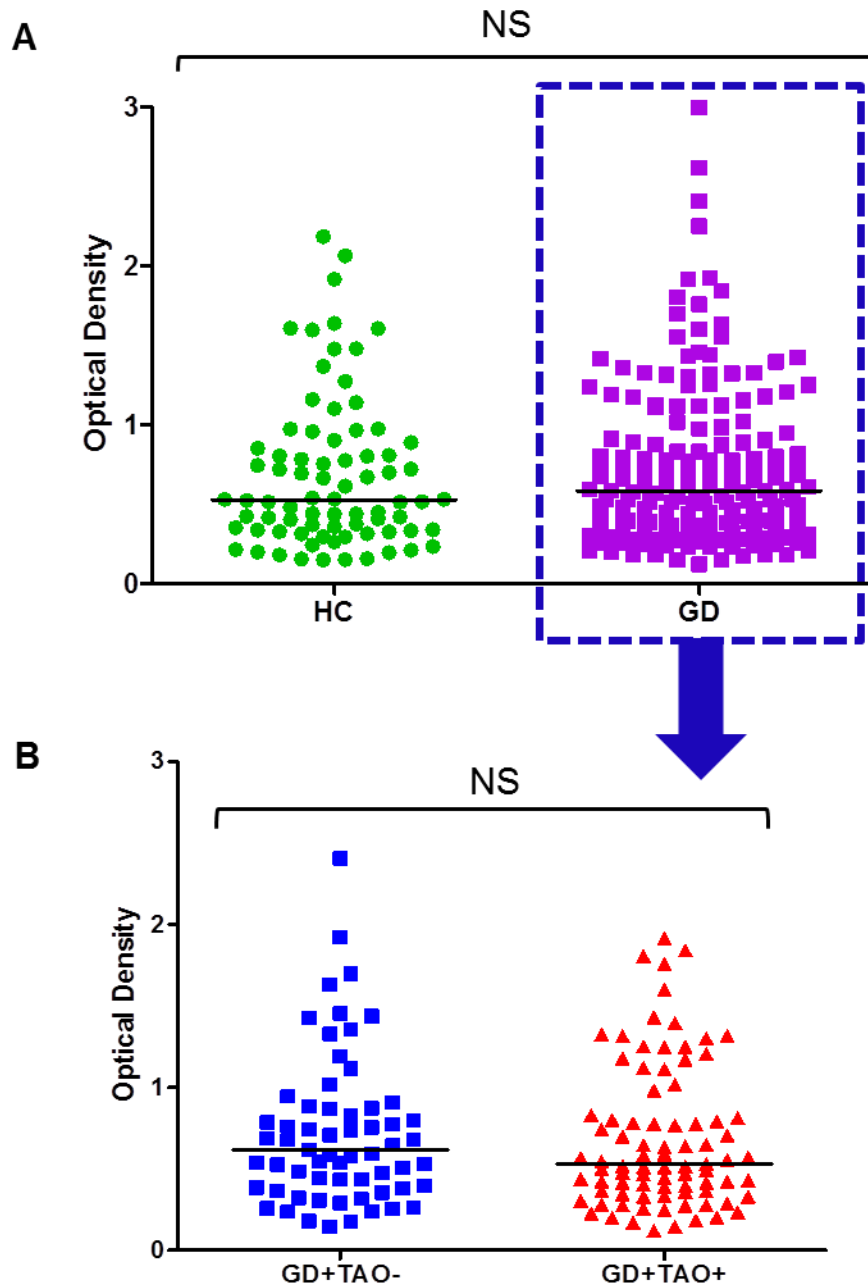 A
NS
Optical Density
3
2
1
0
HC
GD
B
NS
Optical Density
3
2
1
0
GD+TAO-
GD+TAO+